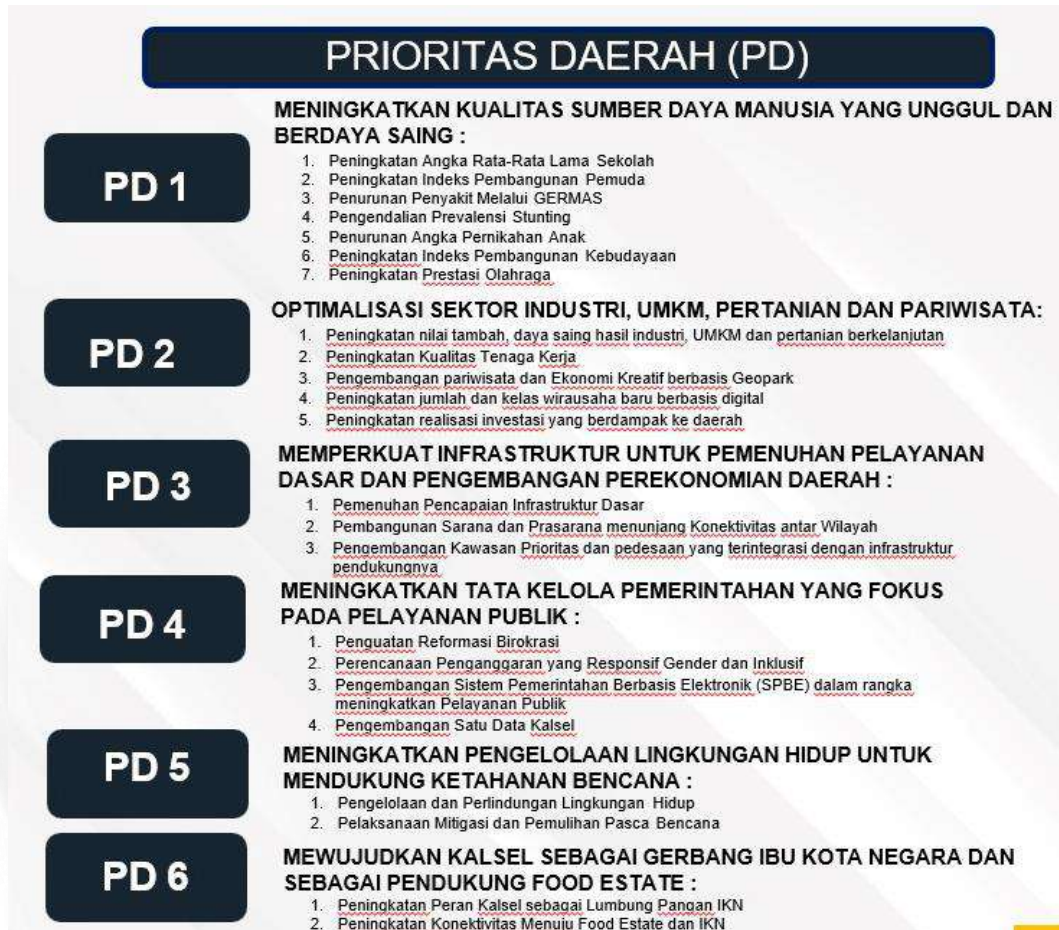 PRIORITAS DAERAH (PD)
PD 1
MENINGKATKAN KUALITAS SUMBER DAYA MANUSIA YANG UNGGUL DAN
BERDAYA SAING :
1. Peningkatan Angka Rata-Rata Lama Sekolah
2. Peningkatan Indeks Pembangunan Pemuda
3. Penurunan Penyakit Melalui GERMAS
4. Pengendalian Prevalensi Stunting
5. Penurunan Angka Pernikahan Anak
6. Peningkatan Indeks Pembangunan Kebudayaan
7. Peningkatan Prestasi Olahraga
PD 2
OPTIMALISASI SEKTOR INDUSTRI, UMKM, PERTANIAN DAN PARIWISATA:
1. Peningkatan nilai tambah, daya saing hasil industri, UMKM dan pertanian berkelanjutan
2. Peningkatan Kualitas Tenaga Kerja
3. Pengembangan pariwisata dan Ekonomi Kreatif berbasis Geopark
4. Peningkatan jumlah dan kelas wirausaha baru berbasis digital
5. Peningkatan realisasi investasi yang berdampak ke daerah
PD 3
MEMPERKUAT INFRASTRUKTUR UNTUK PEMENUHAN PELAYANAN
DASAR DAN PENGEMBANGAN PEREKONOMIAN DAERAH :
1. Pemenuhan Pencapaian Infrastruktur Dasar
2. Pembangunan Sarana dan Prasarana menunjang Konektivitas antar Wilayah
3. Pengembangan Kawasan Prioritas dan pedesaan yang terintegrasi dengan infrastruktur
pendukungnya
PD 4
MENINGKATKAN TATA KELOLA PEMERINTAHAN YANG FOKUS
PADA PELAYANAN PUBLIK :
1. Penguatan Reformasi Birokrasi
2. Perencanaan Penganggaran yang Responsif Gender dan Inklusif
3. Pengembangan Sistem Pemerintahan Berbasis Elektronik (SPBE) dalam rangka
meningkatkan Pelayanan Publik
4. Pengembangan Satu Data Kalsel
PD 5
MENINGKATKAN PENGELOLAAN LINGKUNGAN HIDUP UNTUK
MENDUKUNG KETAHANAN BENCANA :
1. Pengelolaan dan Perlindungan Lingkungan Hidup
2. Pelaksanaan Mitigasi dan Pemulihan Pasca Bencana
PD 6
MEWUJUDKAN KALSEL SEBAGAI GERBANG IBU KOTA NEGARA DAN
SEBAGAI PENDUKUNG FOOD ESTATE :
1. Peningkatan Peran Kalsel sebagai Lumbung Pangan IKN
2. Peningkatan Konektivitas Menuju Food Estate dan IKN